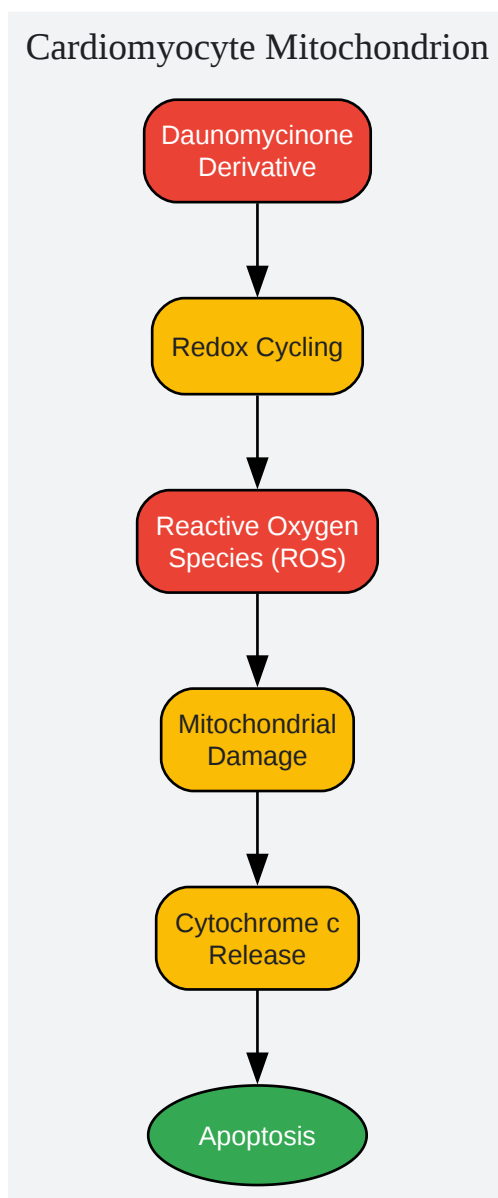 Cardiomyocyte Mitochondrion
Daunomycinone
Derivative
Redox Cycling
Reactive Oxygen
Species (ROS)
Mitochondrial
Damage
Cytochrome c
Release
Apoptosis